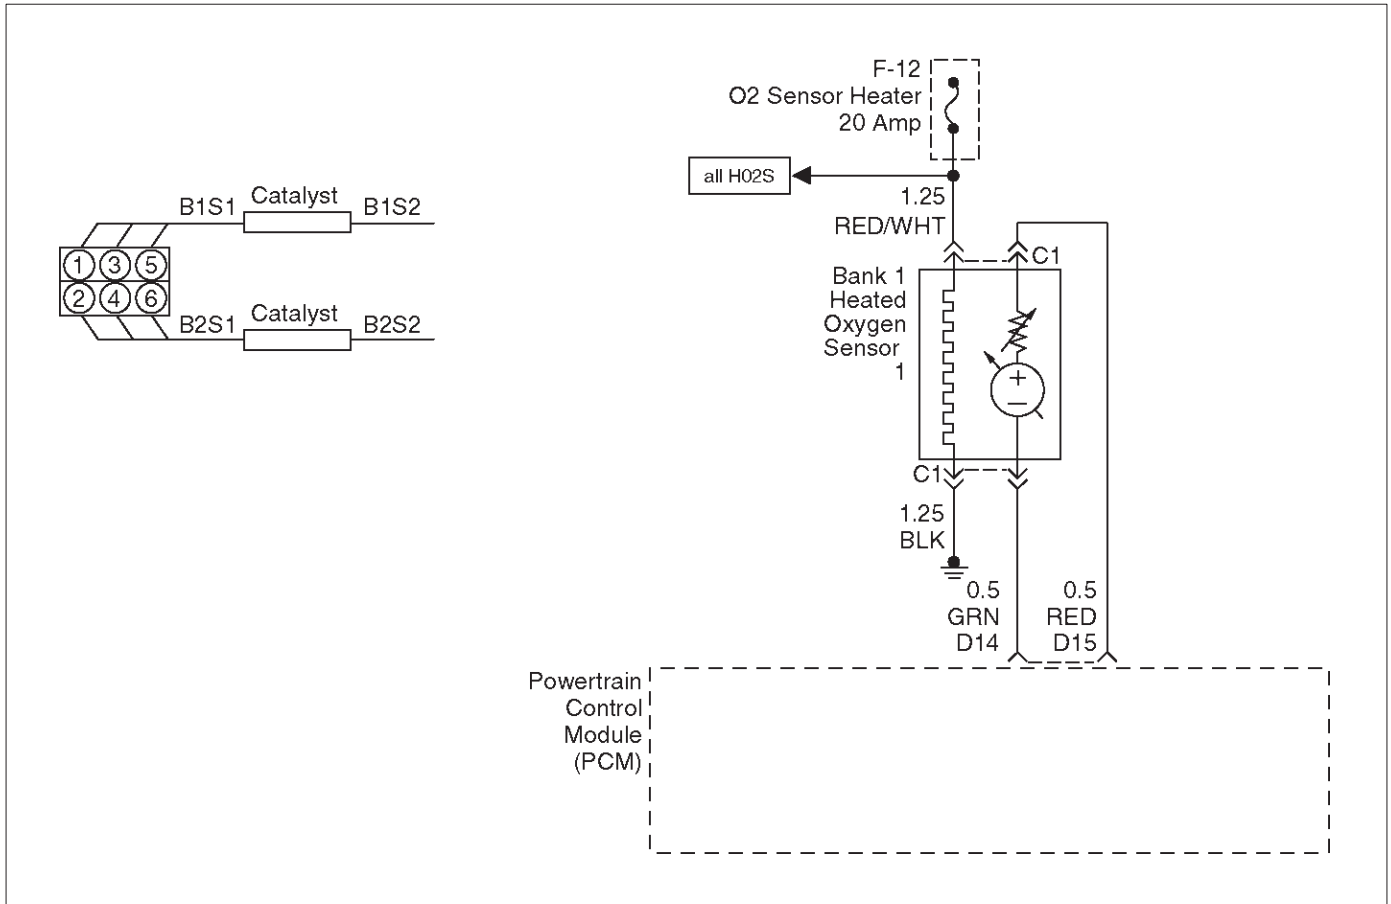 F-12
O2 Sensor Heater
20 Amp
all H02S
1.25
RED/WHT
C1
Catalyst
B1S1
B1S2
1 3 5
2 4 6
Catalyst
B2S1
B2S2
Bank 1
Heated
Oxygen
Sensor
1
+
−
C1
1.25
BLK
0.5
GRN
D14
0.5
RED
D15
Powertrain
Control
Module
(PCM)